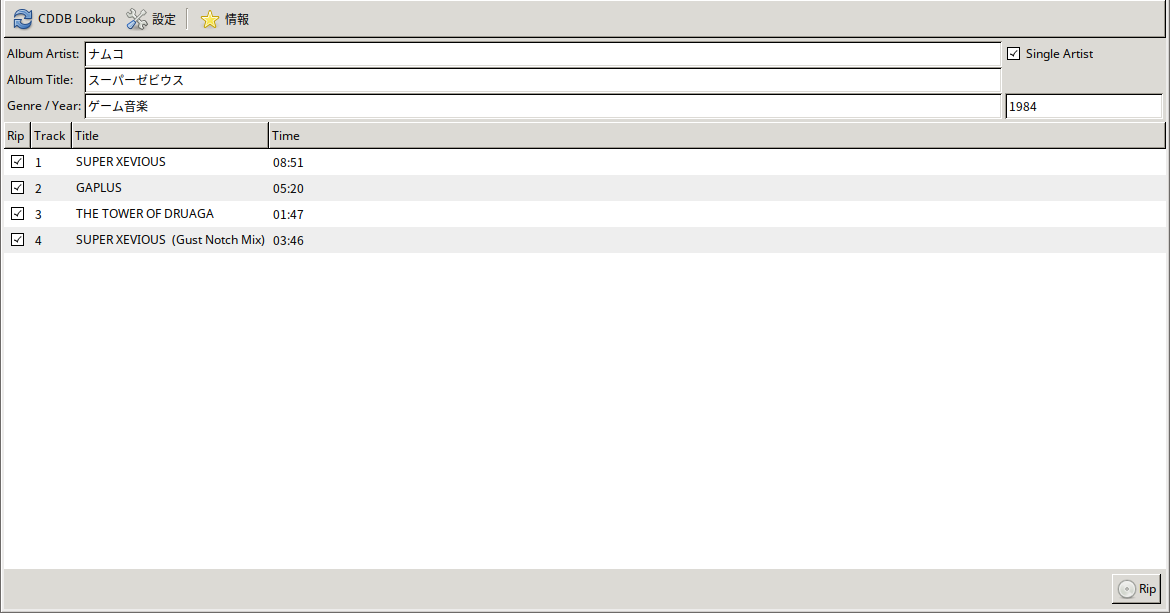 CDDB Lookup 設定 情報
Album Artist: ナムコ Single Artist
Album Title: スーパーゼビウス
Genre / Year: ゲーム音楽 1984
Rip Track Title Time
1 SUPER XEVIOUS 08:51
2 GAPLUS 05:20
3 THE TOWER OF DRUAGA 01:47
4 SUPER XEVIOUS (Gust Notch Mix) 03:46
Rip